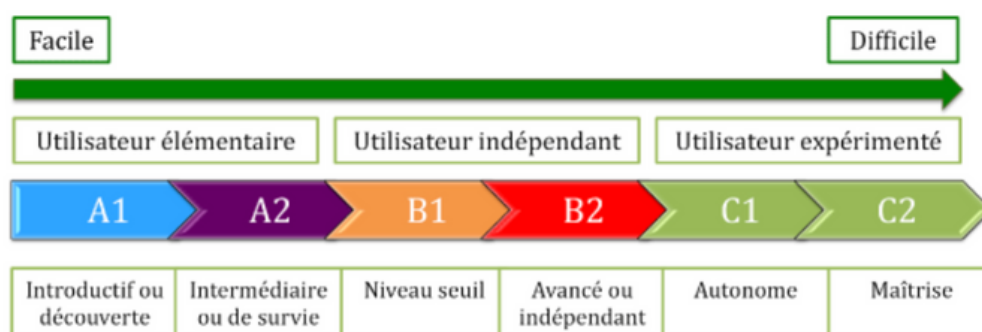 Facile
Difficile
Utilisateur élémentaire
Utilisateur indépendant
Utilisateur expérimenté
A1
A2
B1
B2
C1
C2
Introductif ou
découverte
Intermédiaire
ou de survie
Niveau seuil
Avancé ou
indépendant
Autonome
Maîtrise